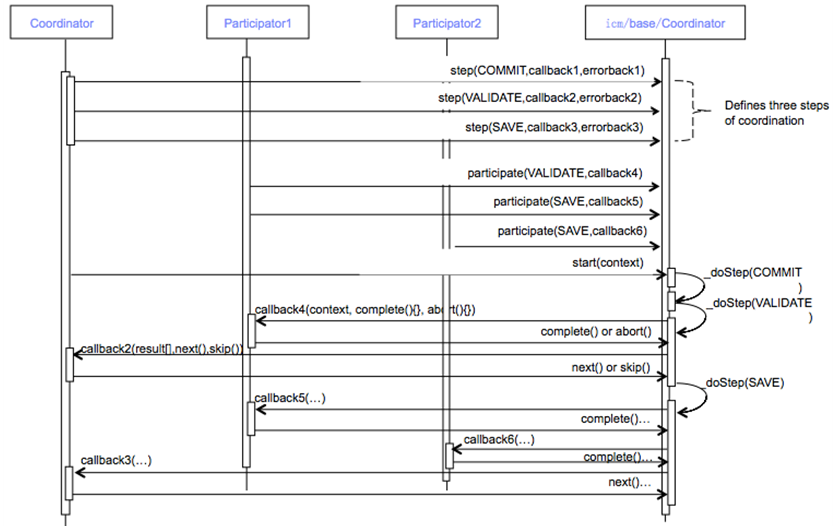 Coordinator
Participator1
Participator2
icm/base/Coordinator
step(COMMIT,callback1,errorback1)
step(VALIDATE,callback2,errorback2)
Defines three steps
of coordination
step(SAVE,callback3,errorback3)
participate(VALIDATE,callback4)
participate(SAVE,callback5)
participate(SAVE,callback6)
start(context)
_doStep(COMMIT
)
_doStep(VALIDATE
)
callback4(context, complete(){}, abort(){})
complete() or abort()
callback2(result[],next(),skip())
next() or skip()
_doStep(SAVE)
callback5(…)
complete()…
callback6(…)
complete()…
callback3(…)
next()…